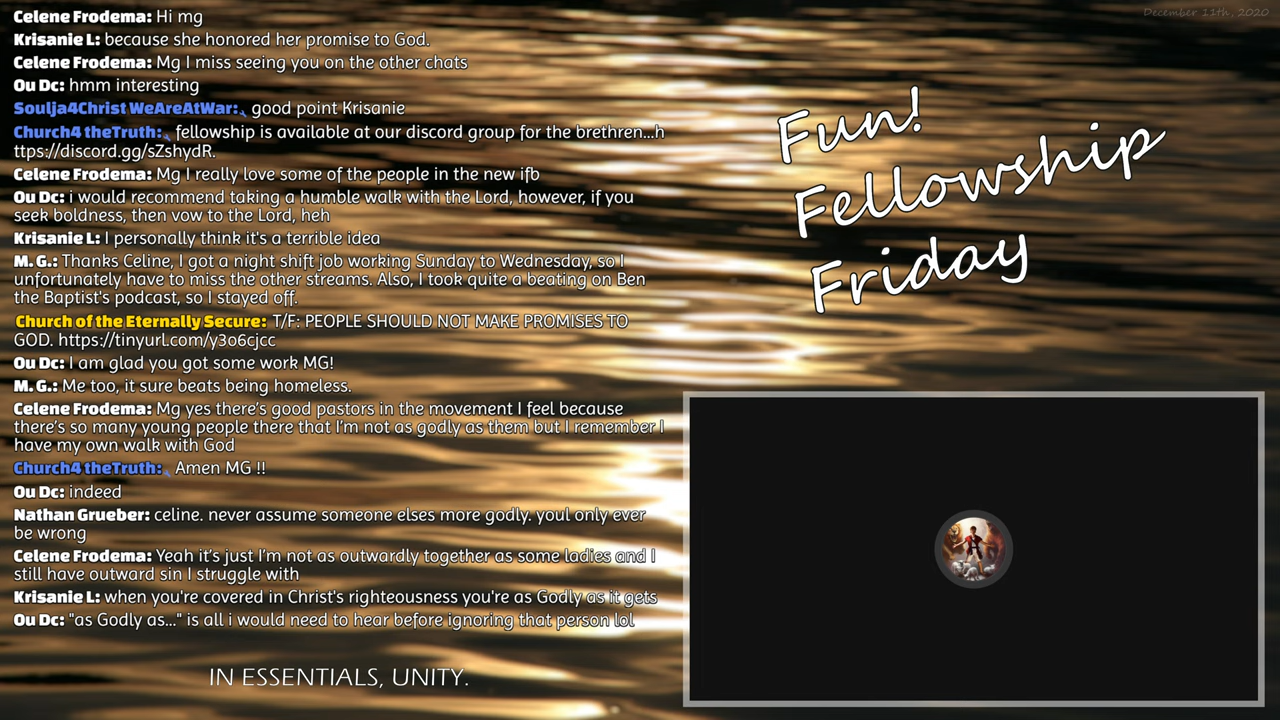 Celene Frodema: Hi mg
Krisanie L: because she honored her promise to God.
Celene Frodema: Mg I miss seeing you on the other chats
Ou Dc: hmm interesting
Soulja4Christ WeAreAtWar: good point Krisanie
Church4 theTruth: fellowship is available at our discord group for the brethren...h
ttps://discord.gg/sZshydR.
Celene Frodema: Mg I really love some of the people in the new ifb
Ou Dc: i would recommend taking a humble walk with the Lord, however, if you
seek boldness, then vow to the Lord, heh
Krisanie L: I personally think it's a terrible idea
M. G.: Thanks Celine, I got a night shift job working Sunday to Wednesday, so I
unfortunately have to miss the other streams. Also, I took quite a beating on Ben
the Baptist's podcast, so I stayed off.
Church of the Eternally Secure: T/F: PEOPLE SHOULD NOT MAKE PROMISES TO
GOD. https://tinyurl.com/y3o6cjcc
Ou Dc: I am glad you got some work MG!
M. G.: Me too, it sure beats being homeless.
Celene Frodema: Mg yes there's good pastors in the movement I feel because
there's so many young people there that I'm not as godly as them but I remember I
have my own walk with God
Church4 theTruth: Amen MG !!
Ou Dc: indeed
Nathan Grueber: celine. never assume someone elses more godly. youl only ever
be wrong
Celene Frodema: Yeah it's just I'm not as outwardly together as some ladies and I
still have outward sin I struggle with
Krisanie L: when you're covered in Christ's righteousness you're as Godly as it gets
Ou Dc: "as Godly as..." is all i would need to hear before ignoring that person lol
IN ESSENTIALS, UNITY.
December 11th, 2020
Fun!
Fellowship
Friday